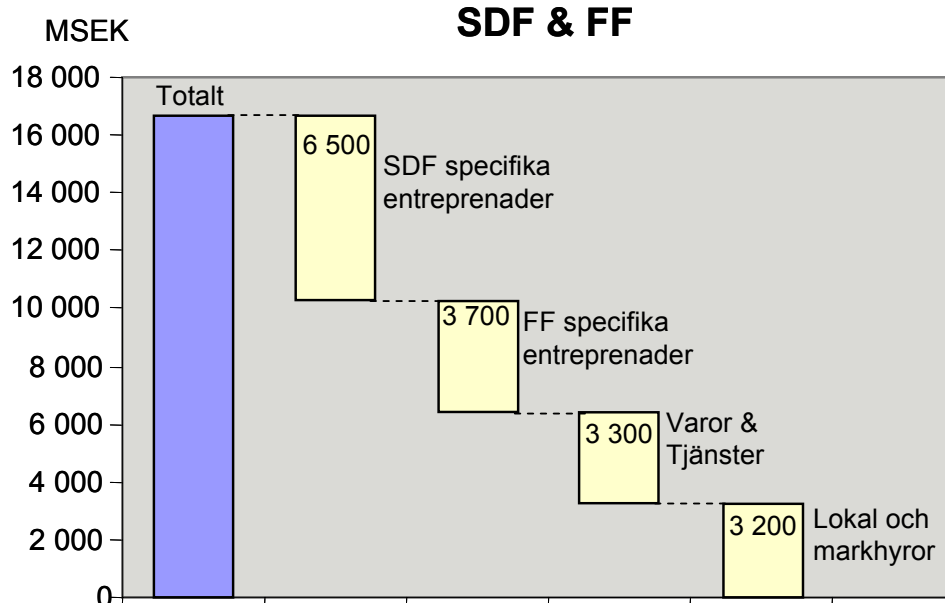 SDF & FF
MSEK
18 000
16 000
14 000
12 000
10 000
8 000
6 000
4 000
2 000
0
Totalt
6 500
SDF specifika
entreprenader
3 700
FF specifika
entreprenader
3 300
Varor &
Tjänster
3 200
Lokal och
markhyror